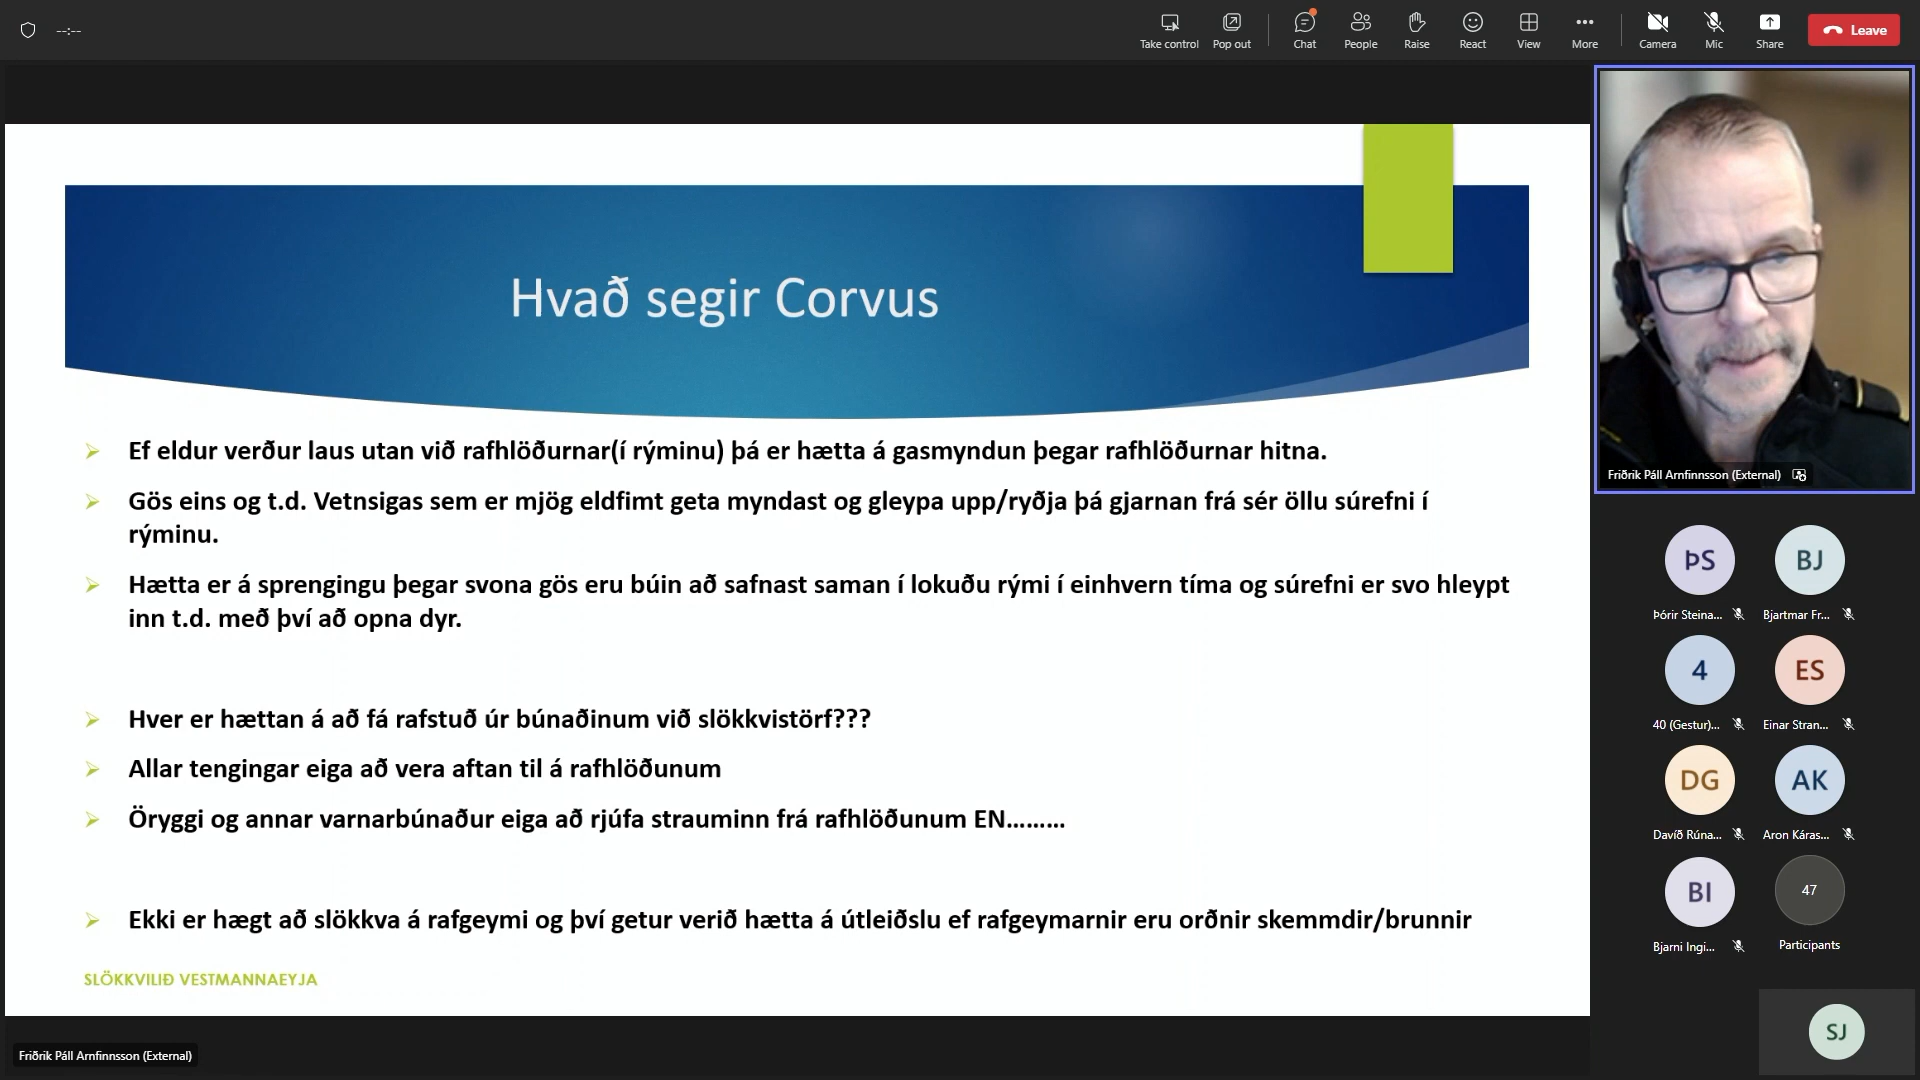 --:--
Take control
Pop out
Chat
People
Raise
React
View
More
Camera
Mic
Share
Leave
Hvað segir Corvus
Ef eldur verður laus utan við rafhlöðurnar(í rýminu) þá er hætta á gasmyndun þegar rafhlöðurnar hitna.
Gös eins og t.d. Vetnsigas sem er mjög eldfimt geta myndast og gleypa upp/ryðja þá gjarnan frá sér öllu súrefni í
rýminu.
Hætta er á sprengingu þegar svona gös eru búin að safnast saman í lokuðu rými í einhvern tíma og súrefni er svo hleypt
inn t.d. með því að opna dyr.
Hver er hættan á að fá rafstuð úr búnaðinum við slökkvistörf???
Allar tengingar eiga að vera aftan til á rafhlöðunum
Öryggi og annar varnarbúnaður eiga að rjúfa strauminn frá rafhlöðunum EN………
Ekki er hægt að slökkva á rafgeymi og því getur verið hætta á útleiðslu ef rafgeymarnir eru orðnir skemmdir/brunnir
SLÖKKVILIÐ VESTMANNAEYJA
Friðrik Páll Arnfinnsson (External)
Friðrik Páll Arnfinnsson (External)
ÞS
BJ
Þórir Steina...
Bjartmar Fr...
4
ES
40 (Gestur)...
Einar Stran...
DG
AK
Davíð Rúna...
Aron Káras...
BI
47
Bjarni Ingi...
Participants
SJ